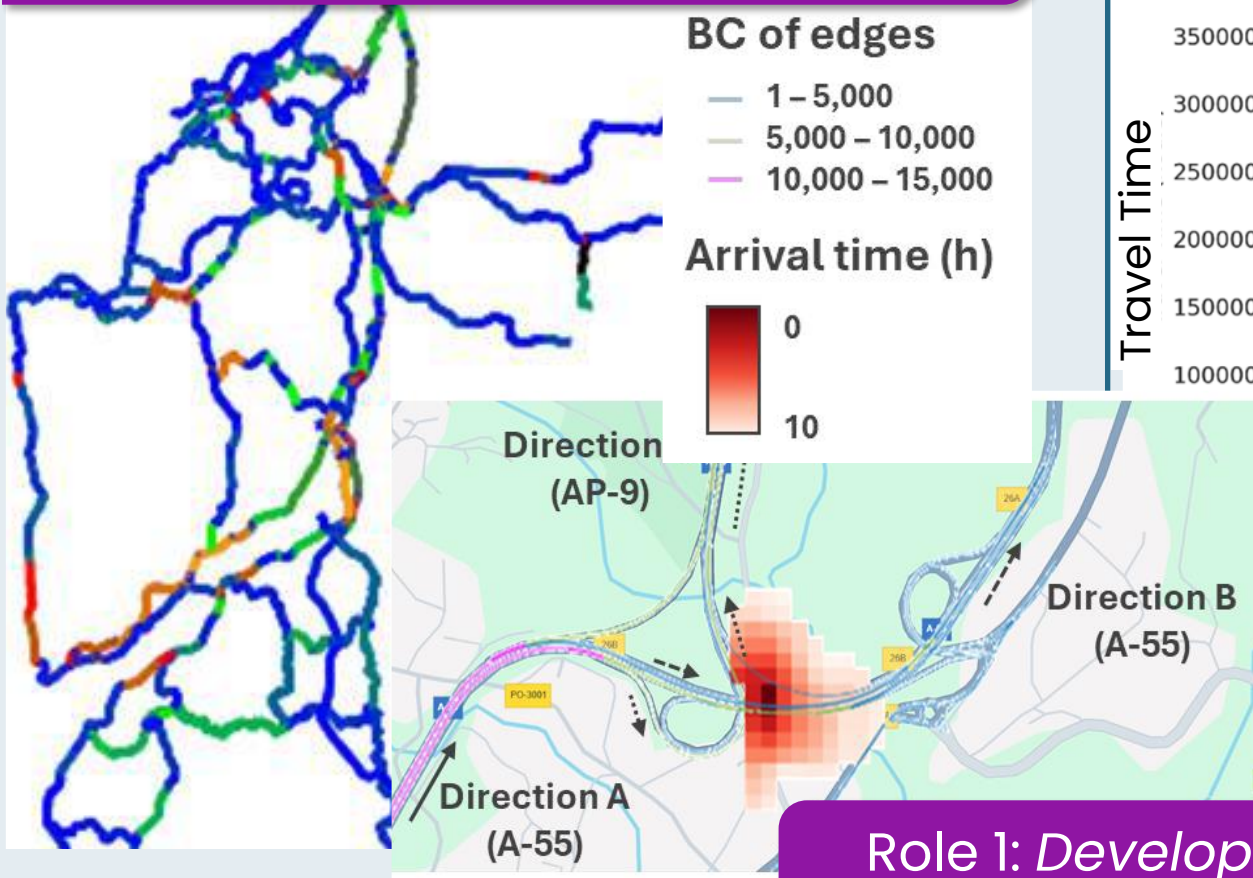 BC of edges
1 – 5,000
5,000 – 10,000
10,000 – 15,000
Arrival time (h)
0
10
350000
300000
250000
200000
150000
100000
Travel Time
Direction
(AP-9)
26A
Direction B
(A-55)
26B
26B
PO-3001
Direction A
(A-55)
Role 1: Develop